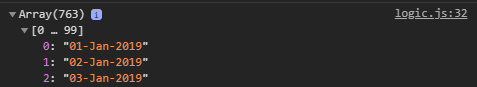 ▼Array(763) i logic.js:32
▼[0 … 99]
0: "01-Jan-2019"
1: "02-Jan-2019"
2: "03-Jan-2019"